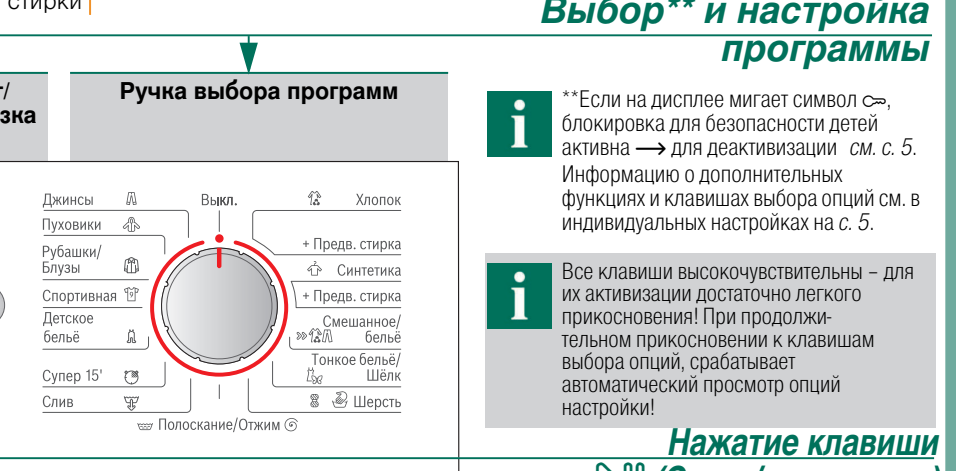 стирки
Выбор** и настройка
программы
Ручка выбора программ
**Если на дисплее мигает символ
блокировка для безопасности детей
активна → для деактивизации см. с. 5.
Информацию о дополнительных
функциях и клавишах выбора опций см. в
индивидуальных настройках на с. 5.
Все клавиши высокочувствительны – для
их активизации достаточно легкого
прикосновения! При продолжи-
тельном прикосновении к клавишам
выбора опций, срабатывает
автоматический просмотр опций
настройки!
Джинсы
Пуховики
Рубашки/
Блузы
Спортивная
Детское
бельё
Супер 15'
Слив
Выкл.
Хлопок
+ Предв. стирка
Синтетика
+ Предв. стирка
Смешанное/
бельё
Тонкое бельё/
Шёлк
Шерсть
Полоскание/Отжим
Нажатие клавиши